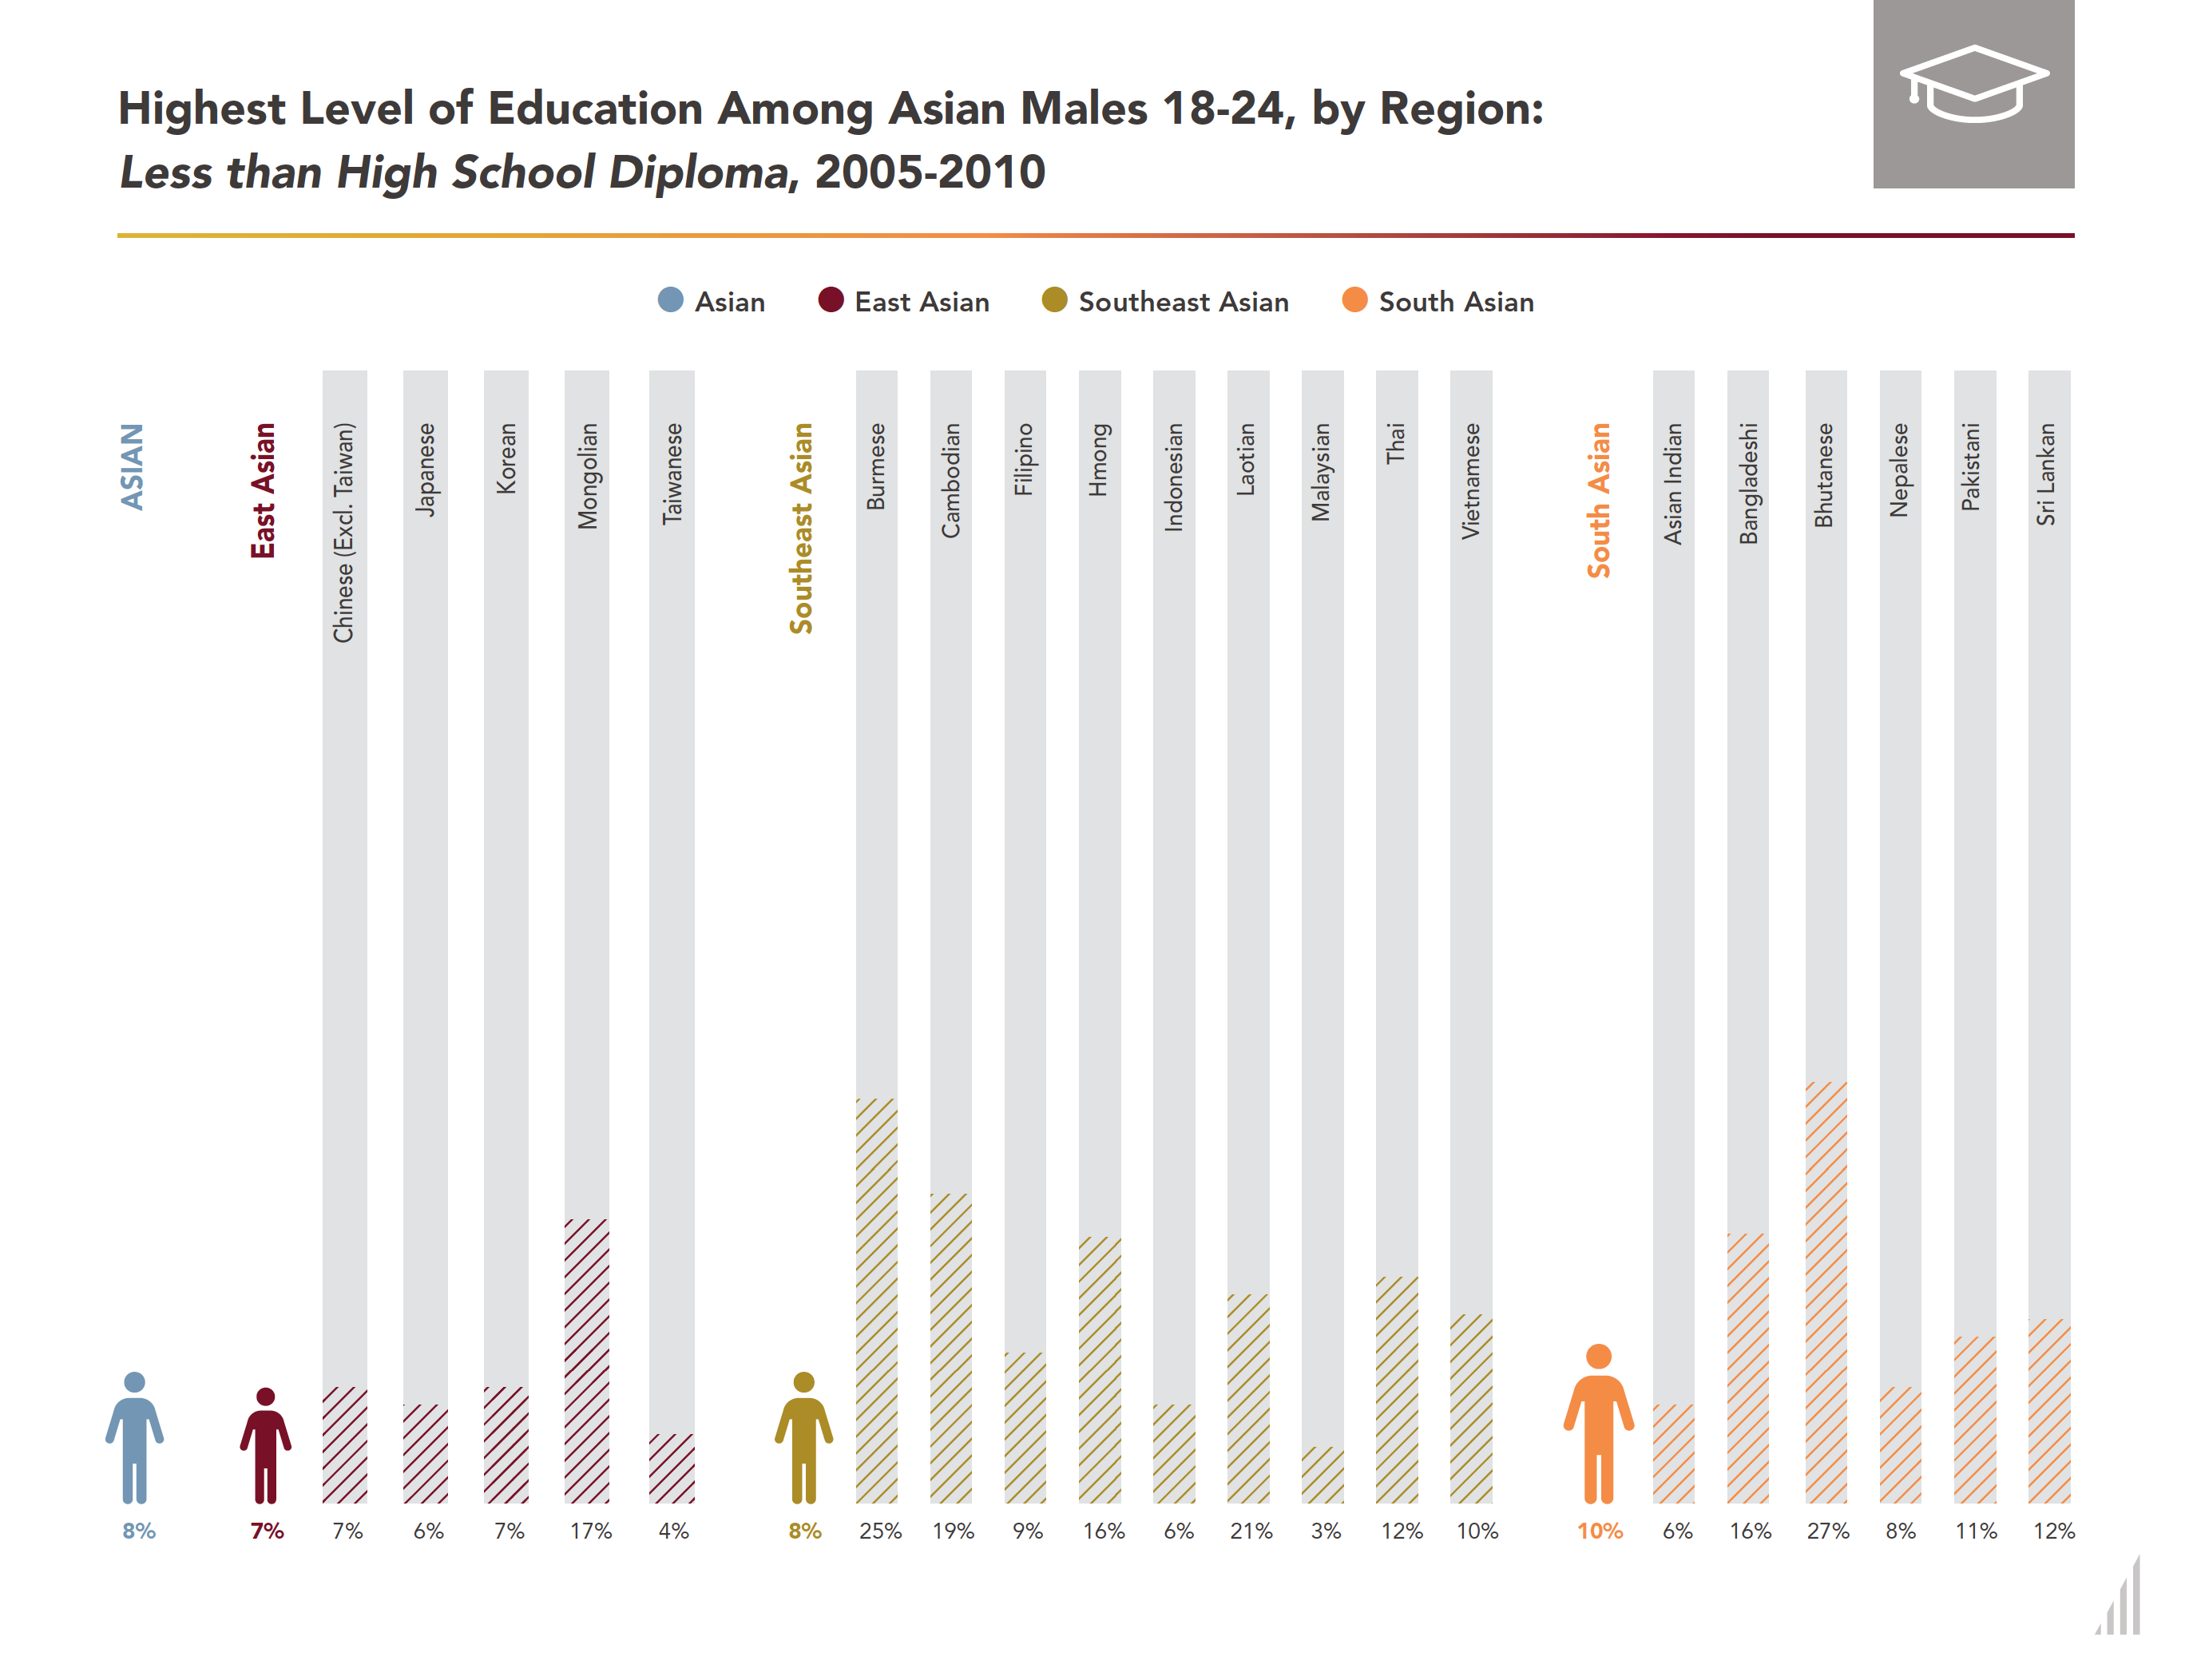 Highest Level of Education Among Asian Males 18-24, by Region:
Less than High School Diploma, 2005-2010
Asian
East Asian
Southeast Asian
South Asian
ASIAN
East Asian
Chinese (Excl. Taiwan)
Japanese
Korean
Mongolian
Taiwanese
Southeast Asian
Burmese
Cambodian
Filipino
Hmong
Indonesian
Laotian
Malaysian
Thai
Vietnamese
South Asian
Asian Indian
Bangladeshi
Bhutanese
Nepalese
Pakistani
Sri Lankan
8%
7%
7%
6%
7%
17%
4%
8%
25%
19%
9%
16%
6%
21%
3%
12%
10%
10%
6%
16%
27%
8%
11%
12%